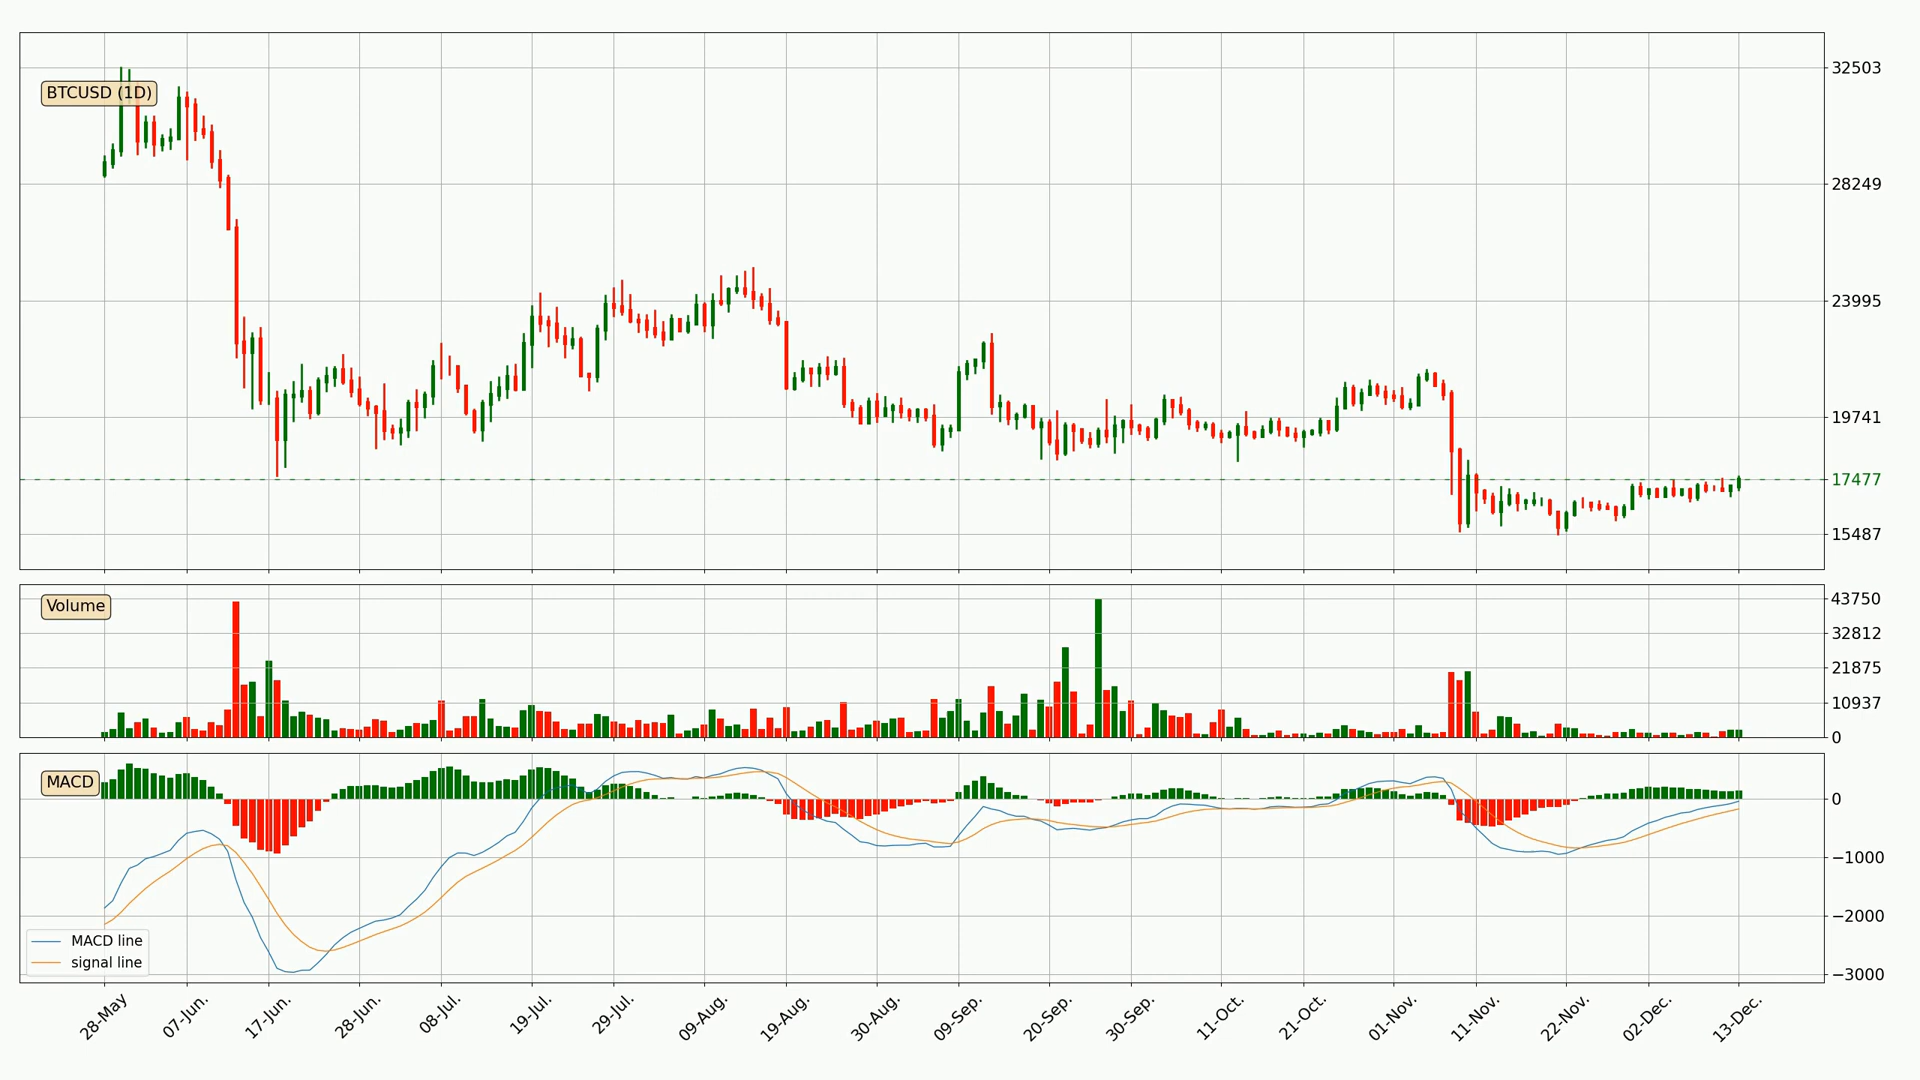 BTCUSD (1D)
32503
28249
23995
19741
17477
15487
Volume
43750
32812
21875
10937
0
MACD
0
−1000
−2000
−3000
MACD line
signal line
28-May
07-Jun.
17-Jun.
28-Jun.
08-Jul.
19-Jul.
29-Jul.
09-Aug.
19-Aug.
30-Aug.
09-Sep.
20-Sep.
30-Sep.
11-Oct.
21-Oct.
01-Nov.
11-Nov.
22-Nov.
02-Dec.
13-Dec.